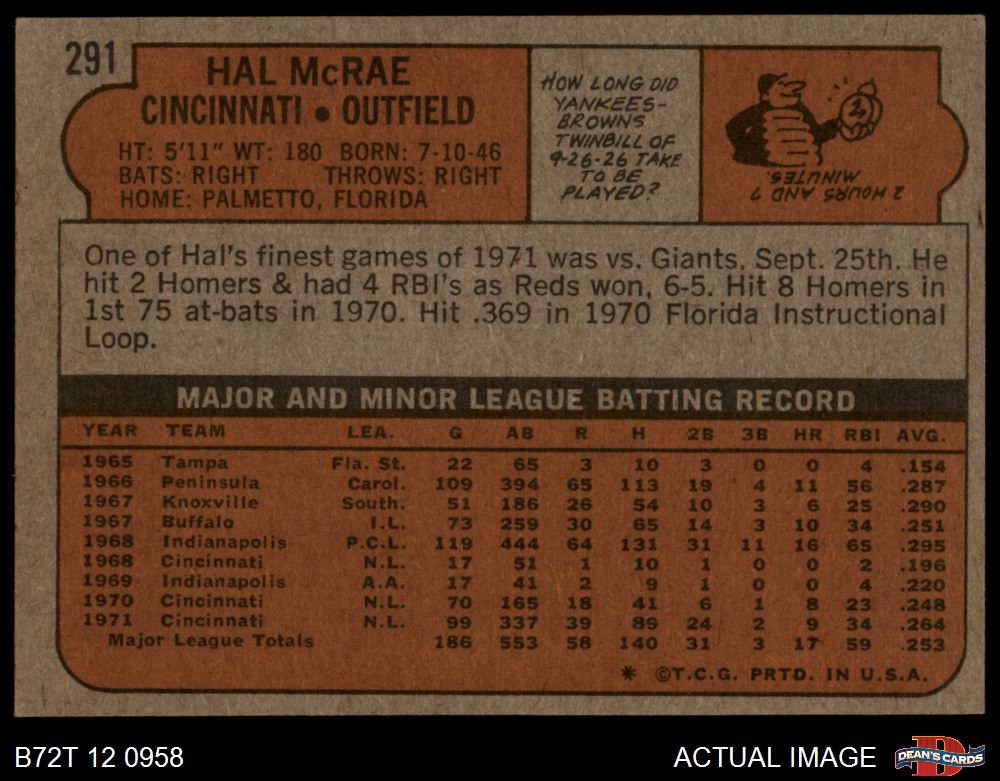 291
HAL McRAE
CINCINNATI • OUTFIELD
HT: 5'11" WT: 180 BORN: 7-10-46
BATS: RIGHT THROWS: RIGHT
HOME: PALMETTO, FLORIDA
HOW LONG DID
YANKEES-
BROWNS
TWINBILL OF
9-26-26 TAKE
TO BE
PLAYED?
2 HOURS AND 7
MINUTES.
One of Hal's finest games of 1971 was vs. Giants, Sept. 25th. He
hit 2 Homers & had 4 RBI's as Reds won, 6-5. Hit 8 Homers in
1st 75 at-bats in 1970. Hit .369 in 1970 Florida Instructional
Loop.
MAJOR AND MINOR LEAGUE BATTING RECORD
YEAR TEAM LEA. G AB R H 2B 3B HR RBI AVG.
1965 Tampa Fla. St. 22 65 3 10 3 0 0 4 .154
1966 Peninsula Carol. 109 394 65 113 19 4 11 56 .287
1967 Knoxville South. 51 186 26 54 10 3 6 25 .290
1967 Buffalo I.L. 73 259 30 65 14 3 10 34 .251
1968 Indianapolis P.C.L. 119 444 64 131 31 11 16 65 .295
1968 Cincinnati N.L. 17 51 1 10 1 0 0 2 .196
1969 Indianapolis A.A. 17 41 2 9 1 0 0 4 .220
1970 Cincinnati N.L. 70 165 18 41 6 1 8 23 .248
1971 Cincinnati N.L. 99 337 39 89 24 2 9 34 .264
Major League Totals 186 553 58 140 31 3 17 59 .253
* ©T.C.G. PRTD. IN U.S.A.
B72T 12 0958
ACTUAL IMAGE
D
DEAN'S CARDS